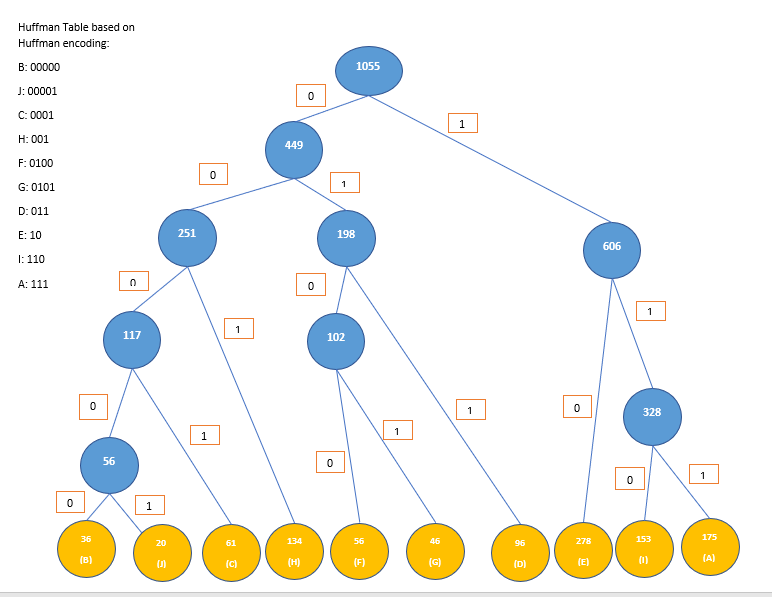 Huffman Table based on
Huffman encoding:
B: 00000
J: 00001
C: 0001
H: 001
F: 0100
G: 0101
D: 011
E: 10
I: 110
A: 111
1055
0
1
449
0
1
251
198
606
0
0
1
1
117
102
328
0
1
0
1
1
0
0
1
56
0
1
36
(B)
20
(J)
61
(C)
134
(H)
56
(F)
46
(G)
96
(D)
278
(E)
153
(I)
175
(A)